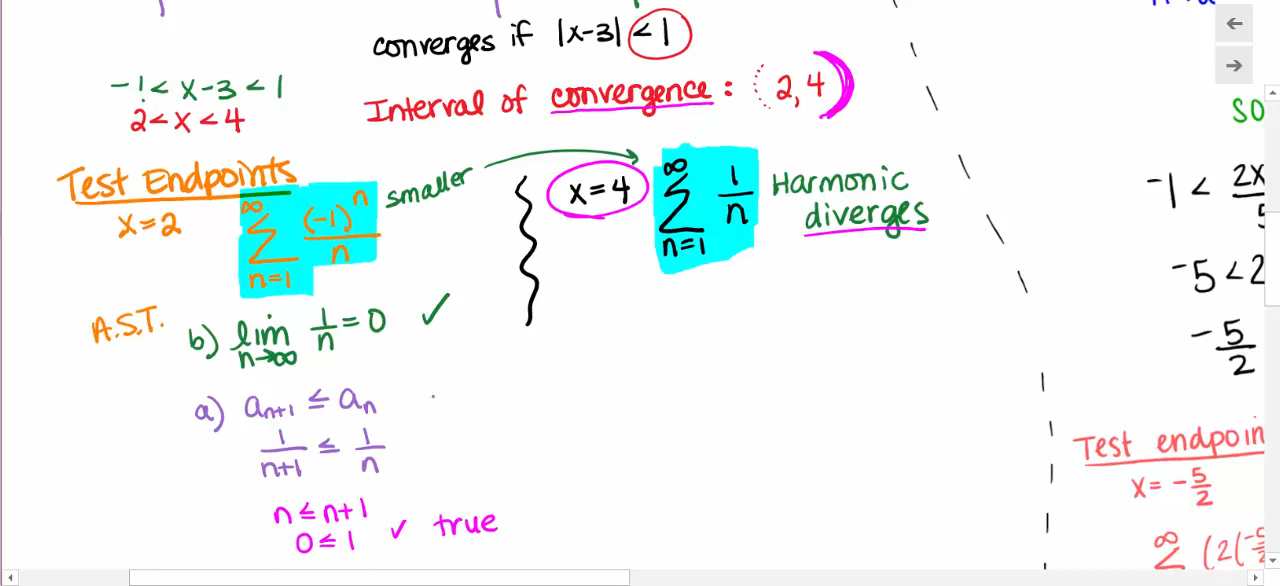 converges if |x-3| < 1
-1 < x-3 < 1
2 < x < 4
Interval of convergence : (2, 4)
Test Endpoints
x=2
∞ Σ n=1 (-1)^n / n
smaller
x=4
∞ Σ n=1 1/n
Harmonic
diverges
A.S.T.
b) lim n→∞ 1/n = 0 ✓
a) a_{n+1} ≤ a_n
1/(n+1) ≤ 1/n
n ≤ n+1
0 ≤ 1 ✓ true
SO
-1 < 2x
-5 < 2
-5/2
Test endpoin
x = -5/2
∞ Σ (2(-5/2